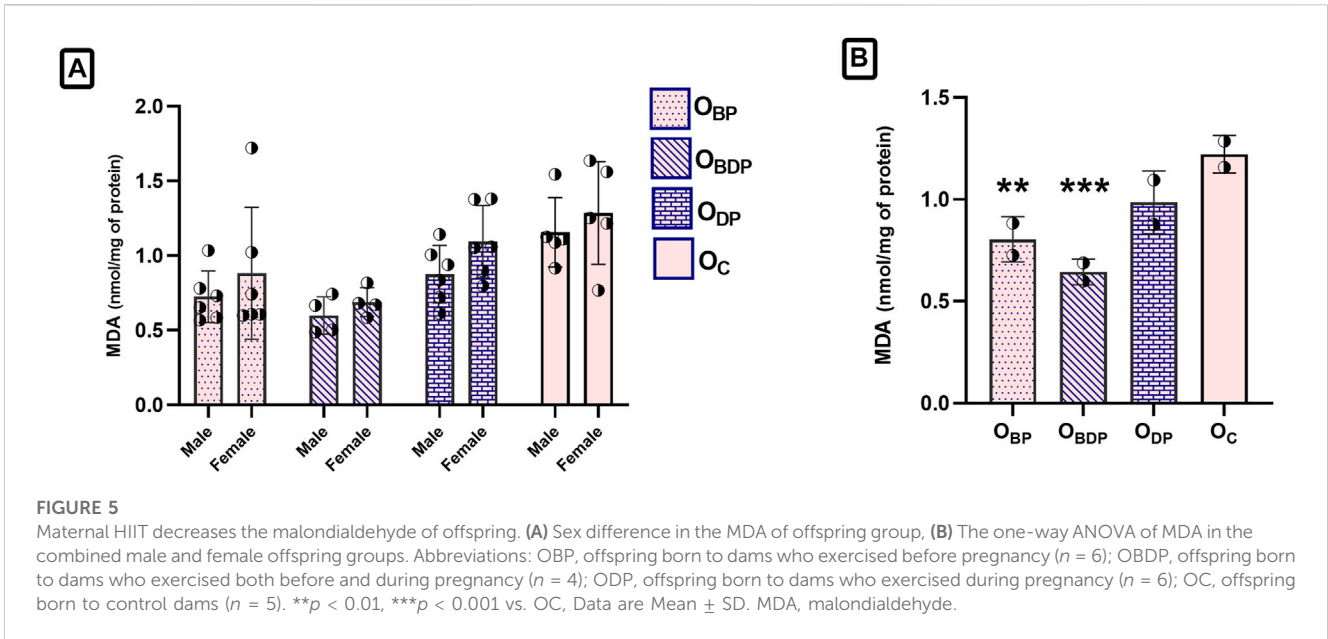 A
MDA (nmol/mg of protein)
2.0
1.5
1.0
0.5
0.0
Male
Female
Male
Female
Male
Female
Male
Female
OBP
OBDP
ODP
OC
B
MDA (nmol/mg of protein)
1.5
1.0
0.5
0.0
** ***
OBP OBDP ODP OC
FIGURE 5
Maternal HIIT decreases the malondialdehyde of offspring. (A) Sex difference in the MDA of offspring group, (B) The one-way ANOVA of MDA in the
combined male and female offspring groups. Abbreviations: OBP, offspring born to dams who exercised before pregnancy (n = 6); OBDP, offspring born
to dams who exercised both before and during pregnancy (n = 4); ODP, offspring born to dams who exercised during pregnancy (n = 6); OC, offspring
born to control dams (n = 5). **p < 0.01, ***p < 0.001 vs. OC, Data are Mean ± SD. MDA, malondialdehyde.